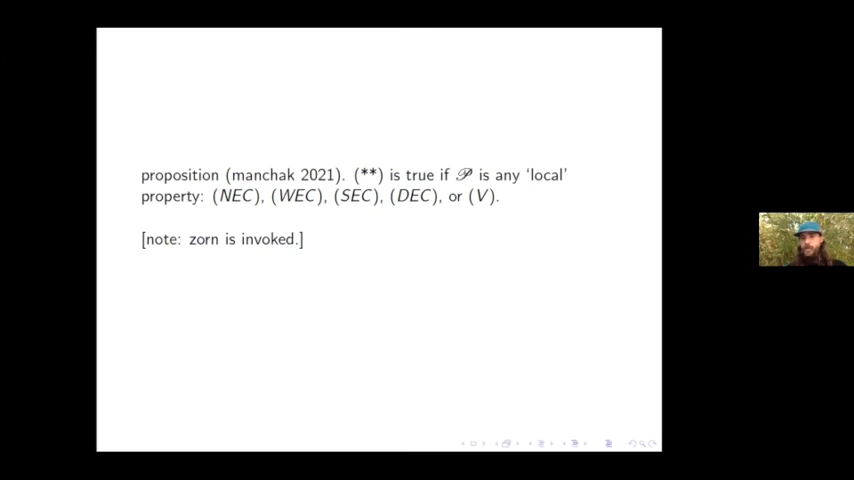 proposition (manchak 2021). (**) is true if 𝒫 is any ‘local’
property: (NEC), (WEC), (SEC), (DEC), or (V).
[note: zorn is invoked.]